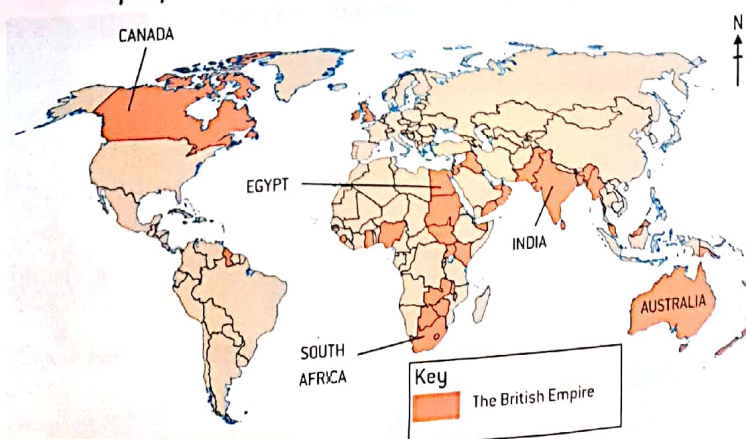 CANADA
N
EGYPT
INDIA
AUSTRALIA
SOUTH
AFRICA
Key
The British Empire